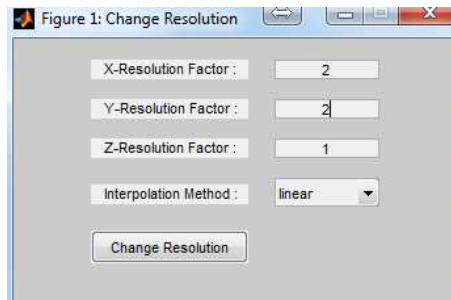 Figure 1: Change Resolution
X-Resolution Factor : 2
Y-Resolution Factor : 2
Z-Resolution Factor : 1
Interpolation Method : linear
Change Resolution